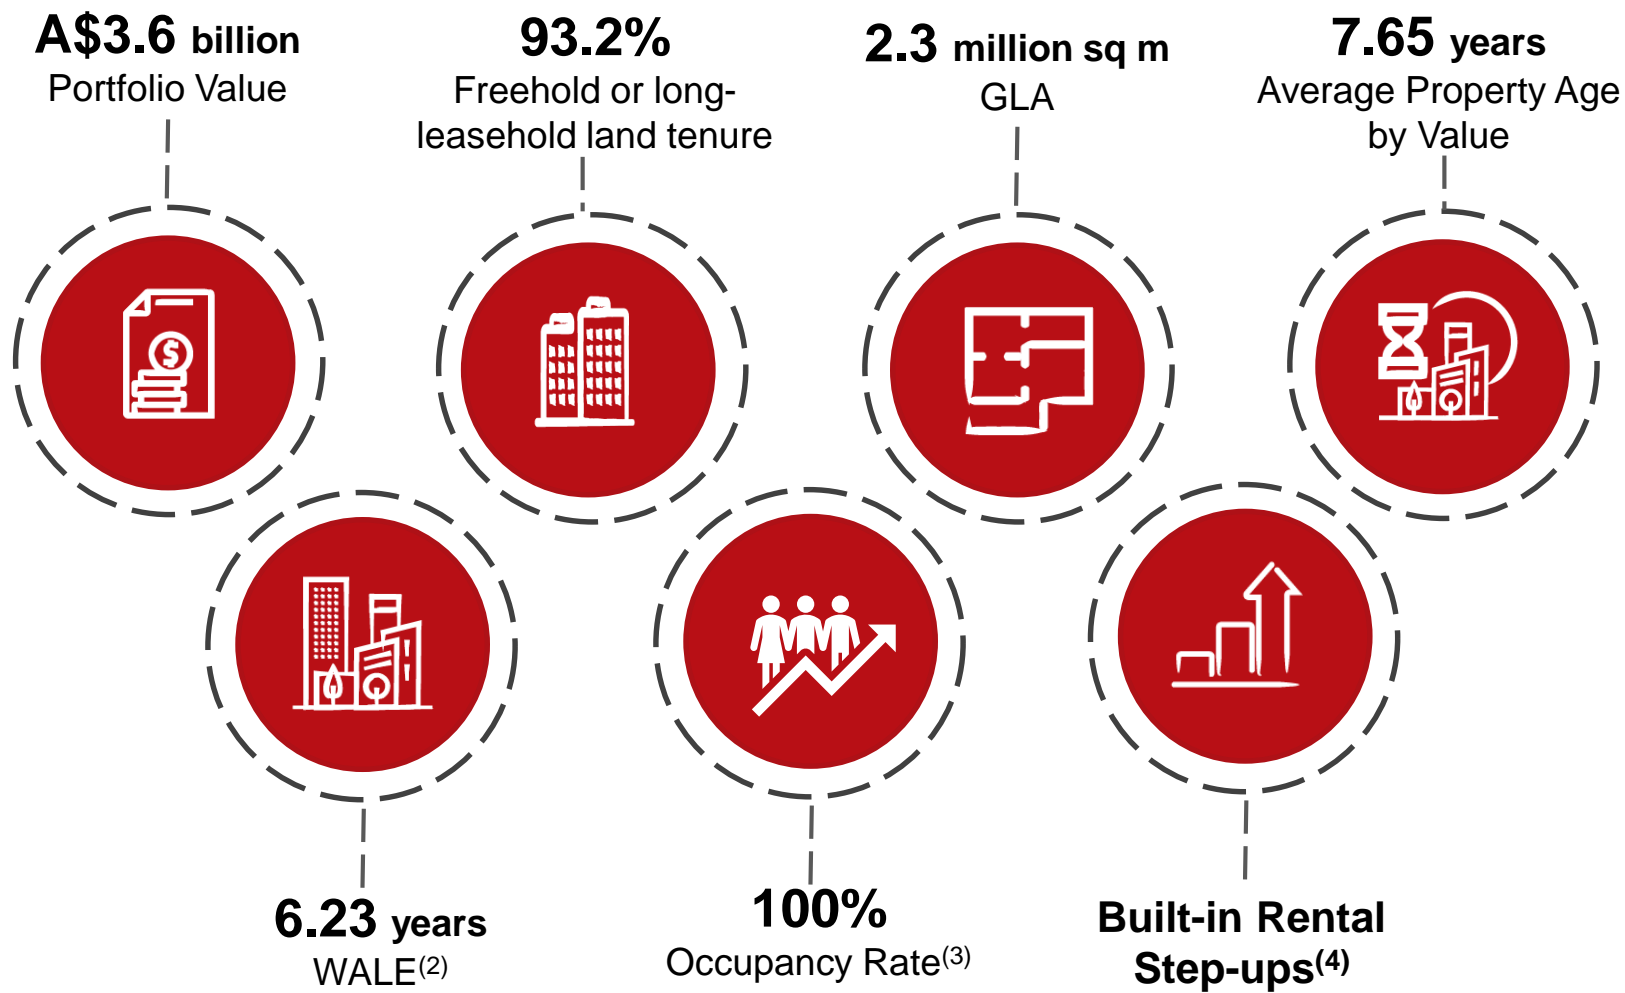 A$3.6 billion
Portfolio Value
93.2%
Freehold or long-
leasehold land tenure
2.3 million sq m
GLA
7.65 years
Average Property Age
by Value
$
6.23 years
WALE(2)
100%
Occupancy Rate(3)
Built-in Rental
Step-ups(4)